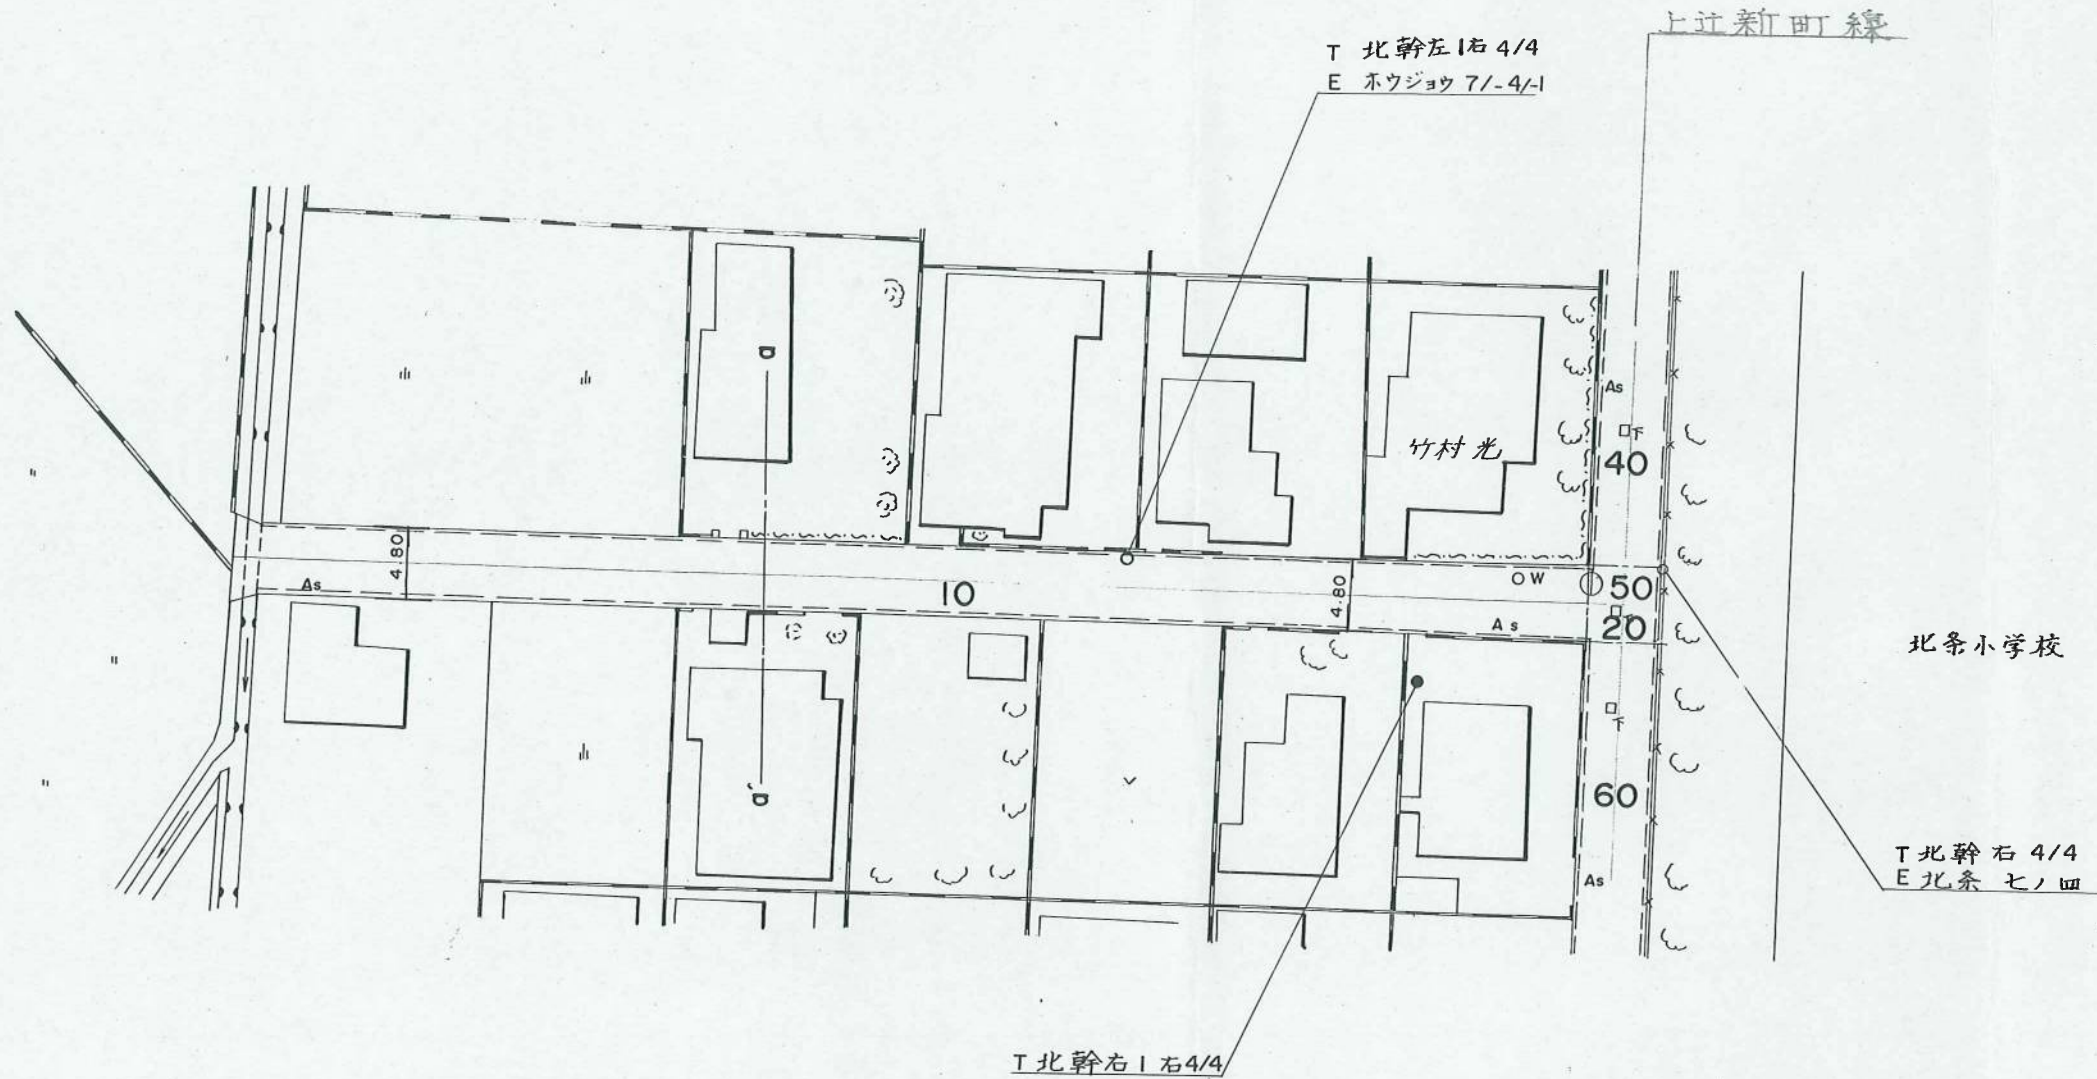 上辻新町線
T 北幹左1右 4/4
E ホウジョウ 7/-4/-1
As
下
竹村光
40
4.80
As
10
4.80
OW
50
下
20
As
北条小学校
下
60
As
T 北幹右 4/4
E 北条 七ノ四
T 北幹右1右4/4